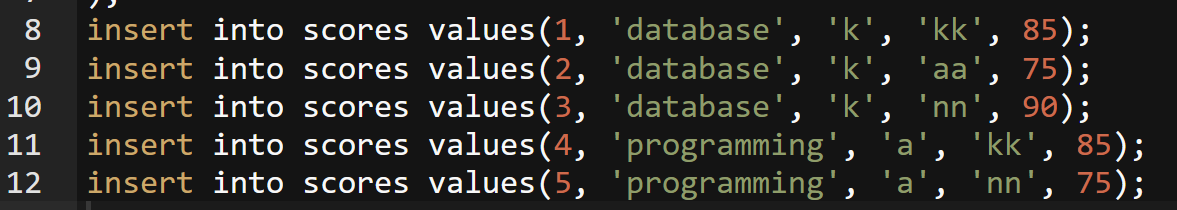 );
8 insert into scores values(1, 'database', 'k', 'kk', 85);
9 insert into scores values(2, 'database', 'k', 'aa', 75);
10 insert into scores values(3, 'database', 'k', 'nn', 90);
11 insert into scores values(4, 'programming', 'a', 'kk', 85);
12 insert into scores values(5, 'programming', 'a', 'nn', 75);